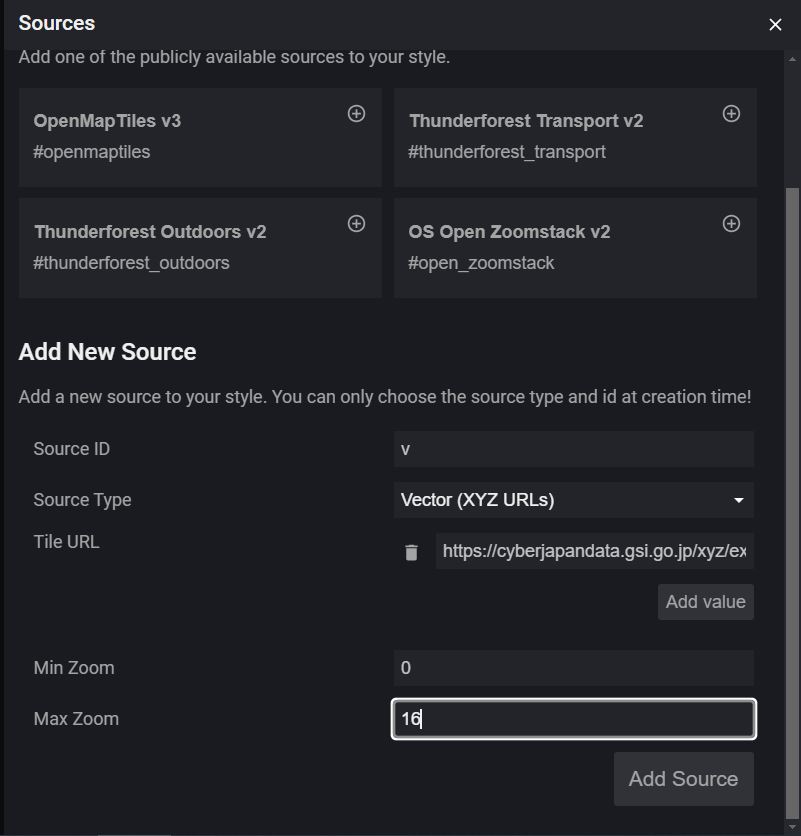 Sources
Add one of the publicly available sources to your style.
OpenMapTiles v3
#openmaptiles
Thunderforest Transport v2
#thunderforest_transport
Thunderforest Outdoors v2
#thunderforest_outdoors
OS Open Zoomstack v2
#open_zoomstack
Add New Source
Add a new source to your style. You can only choose the source type and id at creation time!
Source ID v
Source Type Vector (XYZ URLs)
Tile URL https://cyberjapandata.gsi.go.jp/xyz/ex
Add value
Min Zoom 0
Max Zoom 16
Add Source